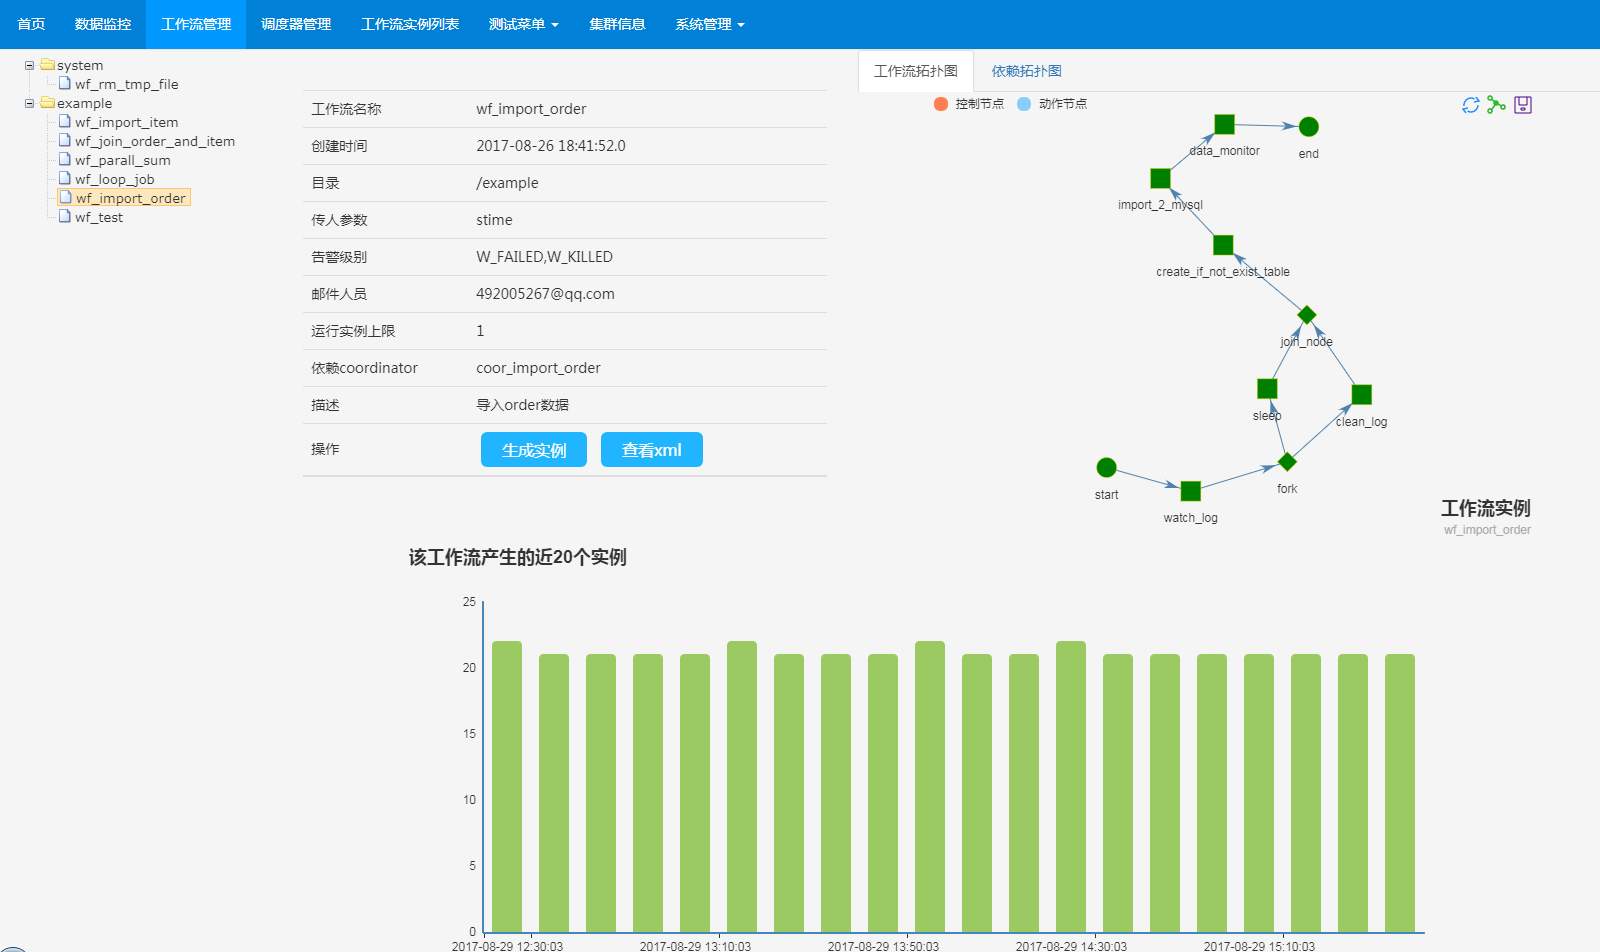 首页 数据监控 工作流管理 调度器管理 工作流实例列表 测试菜单 集群信息 系统管理
system
wf_rm_tmp_file
example
wf_import_item
wf_join_order_and_item
wf_parall_sum
wf_loop_job
wf_import_order
wf_test
工作流名称 wf_import_order
创建时间 2017-08-26 18:41:52.0
目录 /example
传人参数 stime
告警级别 W_FAILED,W_KILLED
邮件人员 492005267@qq.com
运行实例上限 1
依赖coordinator coor_import_order
描述 导入order数据
操作 生成实例 查看xml
工作流拓扑图 依赖拓扑图
控制节点 动作节点
data_monitor
end
import_2_mysql
create_if_not_exist_table
join_node
sleep
clean_log
fork
start
watch_log
工作流实例
wf_import_order
该工作流产生的近20个实例
25
20
15
10
5
0
2017-08-29 12:30:03 2017-08-29 13:10:03 2017-08-29 13:50:03 2017-08-29 14:30:03 2017-08-29 15:10:03